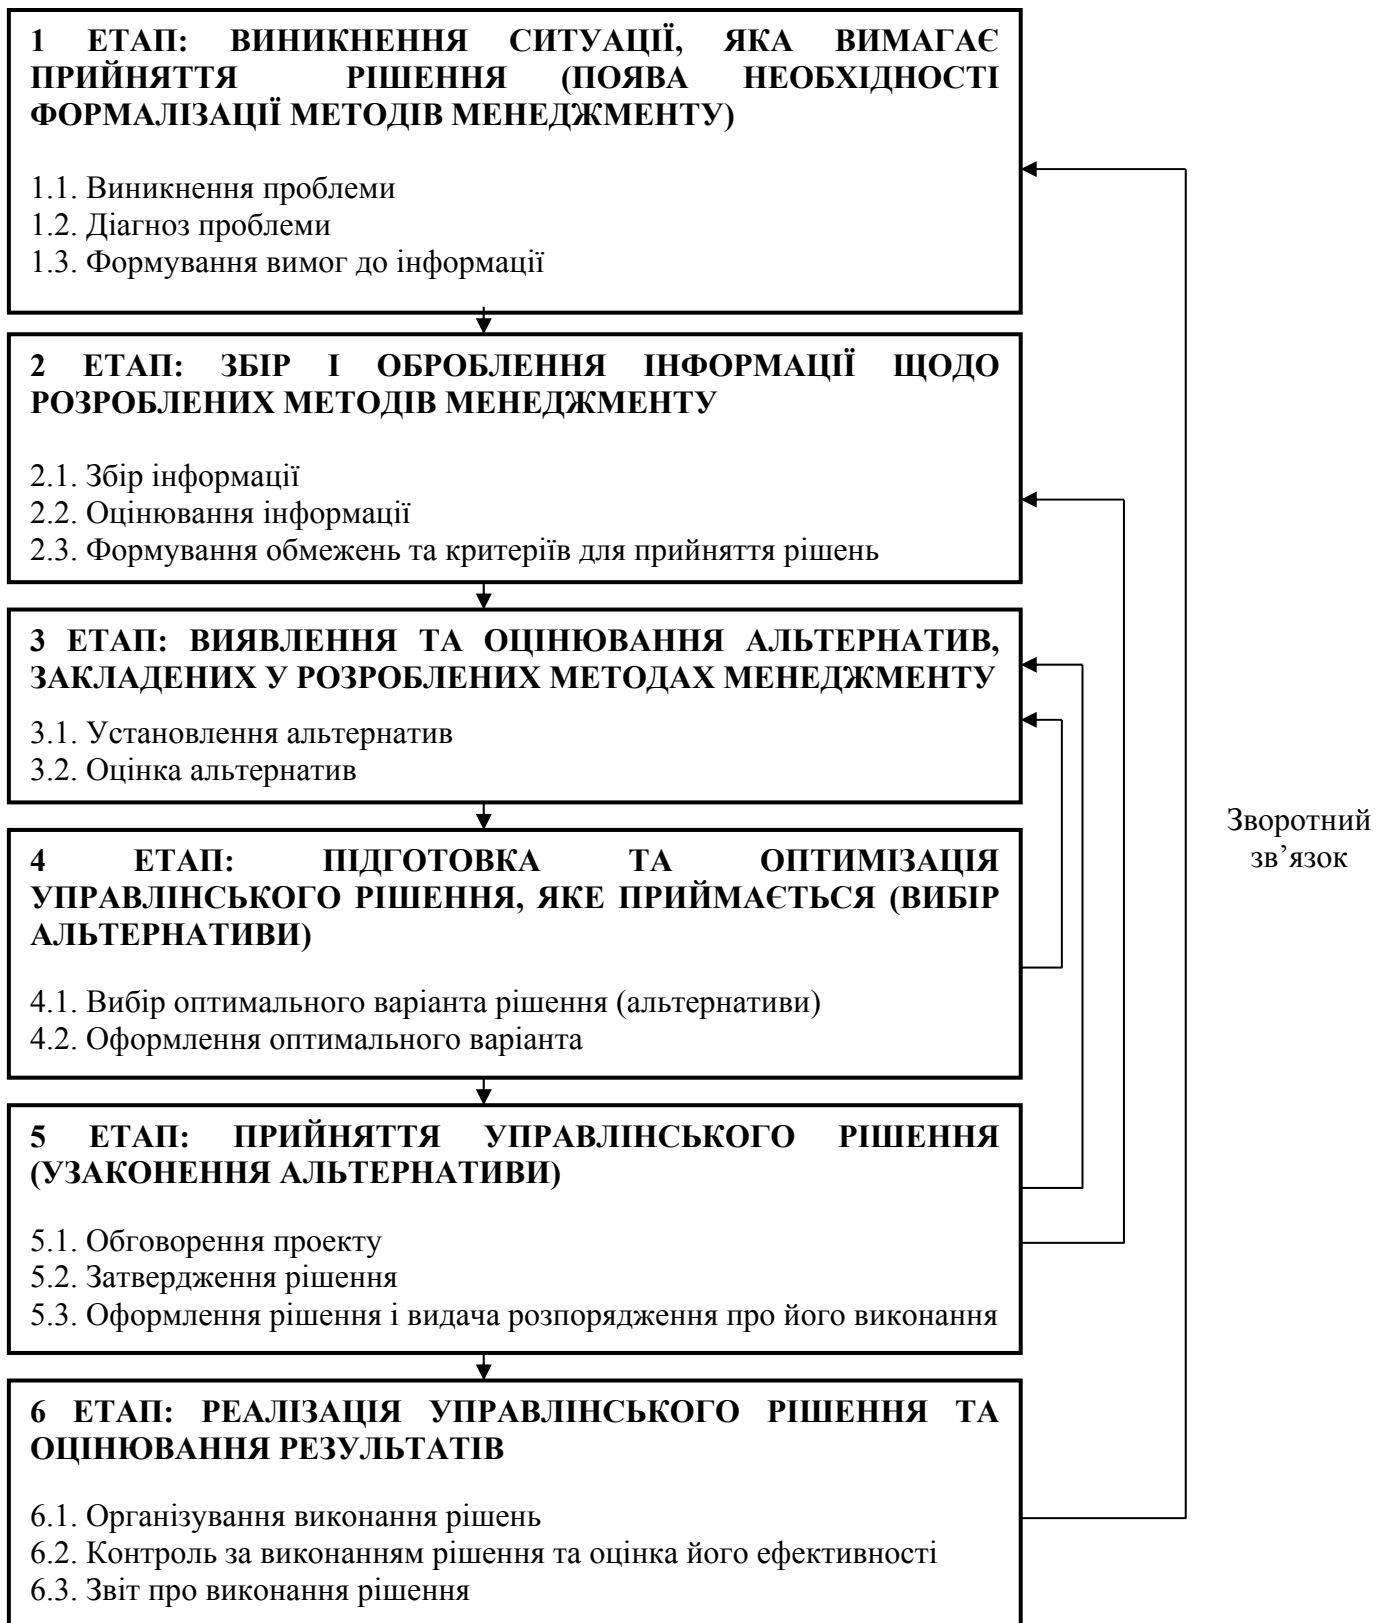 1 ЕТАП: ВИНИКНЕННЯ СИТУАЦІЇ, ЯКА ВИМАГАЄ
ПРИЙНЯТТЯ РІШЕННЯ (ПОЯВА НЕОБХІДНОСТІ
ФОРМАЛІЗАЦІЇ МЕТОДІВ МЕНЕДЖМЕНТУ)
1.1. Виникнення проблеми
1.2. Діагноз проблеми
1.3. Формування вимог до інформації
2 ЕТАП: ЗБІР І ОБРОБЛЕННЯ ІНФОРМАЦІЇ ЩОДО
РОЗРОБЛЕНИХ МЕТОДІВ МЕНЕДЖМЕНТУ
2.1. Збір інформації
2.2. Оцінювання інформації
2.3. Формування обмежень та критеріїв для прийняття рішень
3 ЕТАП: ВИЯВЛЕННЯ ТА ОЦІНЮВАННЯ АЛЬТЕРНАТИВ,
ЗАКЛАДЕНИХ У РОЗРОБЛЕНИХ МЕТОДАХ МЕНЕДЖМЕНТУ
3.1. Установлення альтернатив
3.2. Оцінка альтернатив
4 ЕТАП: ПІДГОТОВКА ТА ОПТИМІЗАЦІЯ
УПРАВЛІНСЬКОГО РІШЕННЯ, ЯКЕ ПРИЙМАЄТЬСЯ (ВИБІР
АЛЬТЕРНАТИВИ)
4.1. Вибір оптимального варіанта рішення (альтернативи)
4.2. Оформлення оптимального варіанта
5 ЕТАП: ПРИЙНЯТТЯ УПРАВЛІНСЬКОГО РІШЕННЯ
(УЗАКОНЕННЯ АЛЬТЕРНАТИВИ)
5.1. Обговорення проекту
5.2. Затвердження рішення
5.3. Оформлення рішення і видача розпорядження про його виконання
6 ЕТАП: РЕАЛІЗАЦІЯ УПРАВЛІНСЬКОГО РІШЕННЯ ТА
ОЦІНЮВАННЯ РЕЗУЛЬТАТІВ
6.1. Організування виконання рішень
6.2. Контроль за виконанням рішення та оцінка його ефективності
6.3. Звіт про виконання рішення
Зворотний
зв’язок